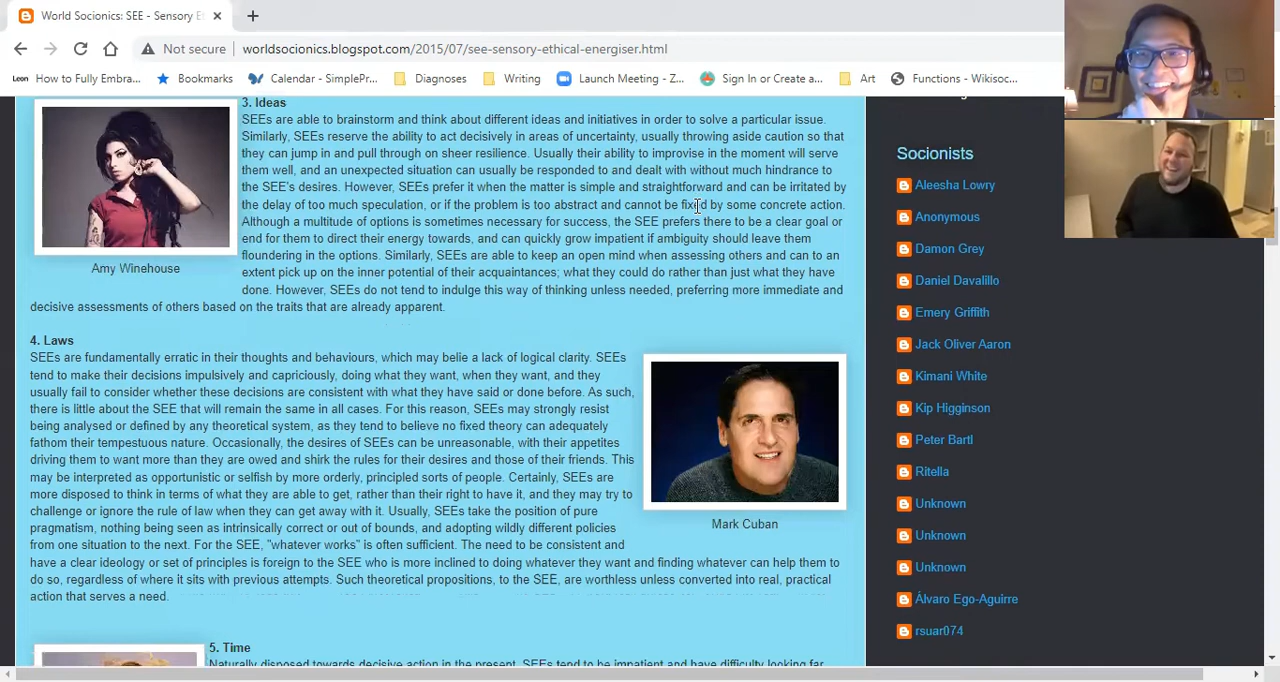 World Socionics: SEE - Sensory Et
Not secure
worldsocionics.blogspot.com/2015/07/see-sensory-ethical-energiser.html
Leon How to Fully Embra... Bookmarks Calendar - SimplePr... Diagnoses Writing Launch Meeting - Z... Sign In or Create a... Art Functions - Wikisoc...
3. Ideas
SEEs are able to brainstorm and think about different ideas and initiatives in order to solve a particular issue.
Similarly, SEEs reserve the ability to act decisively in areas of uncertainty, usually throwing aside caution so that
they can jump in and pull through on sheer resilience. Usually their ability to improvise in the moment will serve
them well, and an unexpected situation can usually be responded to and dealt with without much hindrance to
the SEE's desires. However, SEEs prefer it when the matter is simple and straightforward and can be irritated by
the delay of too much speculation, or if the problem is too abstract and cannot be fixed by some concrete action.
Although a multitude of options is sometimes necessary for success, the SEE prefers there to be a clear goal or
end for them to direct their energy towards, and can quickly grow impatient if ambiguity should leave them
floundering in the options. Similarly, SEEs are able to keep an open mind when assessing others and can to an
extent pick up on the inner potential of their acquaintances; what they could do rather than just what they have
done. However, SEEs do not tend to indulge this way of thinking unless needed, preferring more immediate and
decisive assessments of others based on the traits that are already apparent.
Amy Winehouse
4. Laws
SEEs are fundamentally erratic in their thoughts and behaviours, which may belie a lack of logical clarity. SEEs
tend to make their decisions impulsively and capriciously, doing what they want, when they want, and they
usually fail to consider whether these decisions are consistent with what they have said or done before. As such,
there is little about the SEE that will remain the same in all cases. For this reason, SEEs may strongly resist
being analysed or defined by any theoretical system, as they tend to believe no fixed theory can adequately
fathom their tempestuous nature. Occasionally, the desires of SEEs can be unreasonable, with their appetites
driving them to want more than they are owed and shirk the rules for their desires and those of their friends. This
may be interpreted as opportunistic or selfish by more orderly, principled sorts of people. Certainly, SEEs are
more disposed to think in terms of what they are able to get, rather than their right to have it, and they may try to
challenge or ignore the rule of law when they can get away with it. Usually, SEEs take the position of pure
pragmatism, nothing being seen as intrinsically correct or out of bounds, and adopting wildly different policies
from one situation to the next. For the SEE, "whatever works" is often sufficient. The need to be consistent and
have a clear ideology or set of principles is foreign to the SEE who is more inclined to doing whatever they want and finding whatever can help them to
do so, regardless of where it sits with previous attempts. Such theoretical propositions, to the SEE, are worthless unless converted into real, practical
action that serves a need.
Mark Cuban
5. Time
Naturally disposed towards decisive action in the present, SEEs tend to be impatient and have difficulty looking far
Socionists
Aleesha Lowry
Anonymous
Damon Grey
Daniel Davalillo
Emery Griffith
Jack Oliver Aaron
Kimani White
Kip Higginson
Peter Bartl
Ritella
Unknown
Unknown
Unknown
Álvaro Ego-Aguirre
rsuar074